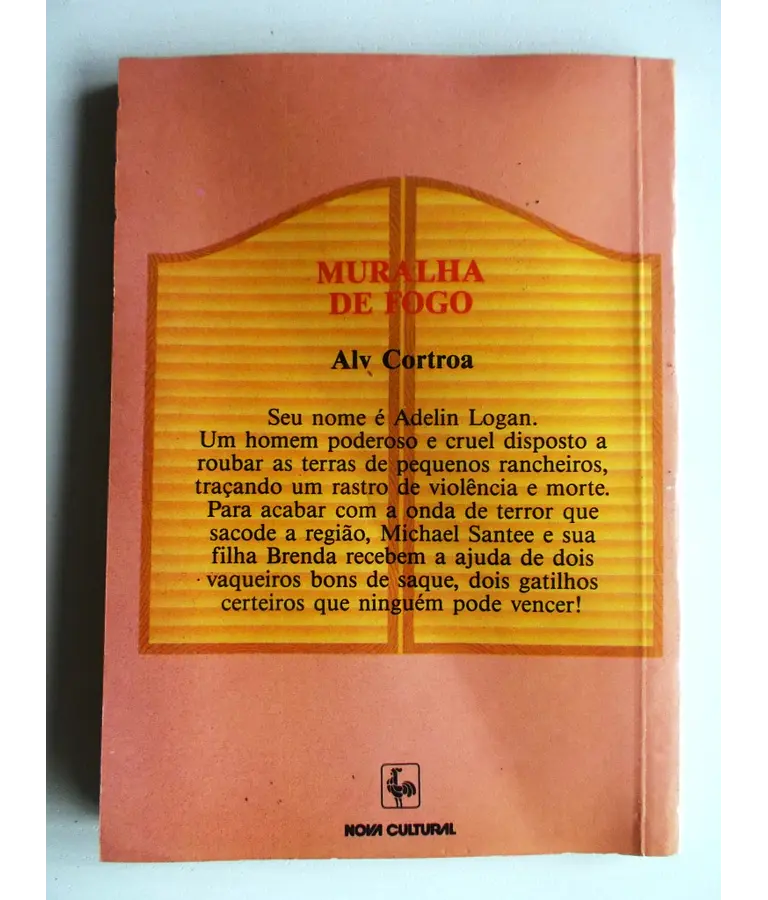 MURALHA
DE FOGO
Alv Cortroa
Seu nome é Adelin Logan.
Um homem poderoso e cruel disposto a
roubar as terras de pequenos rancheiros,
traçando um rastro de violência e morte.
Para acabar com a onda de terror que
sacode a região, Michael Santee e sua
filha Brenda recebem a ajuda de dois
vaqueiros bons de saque, dois gatilhos
certeiros que ninguém pode vencer!
NOVA CULTURAL